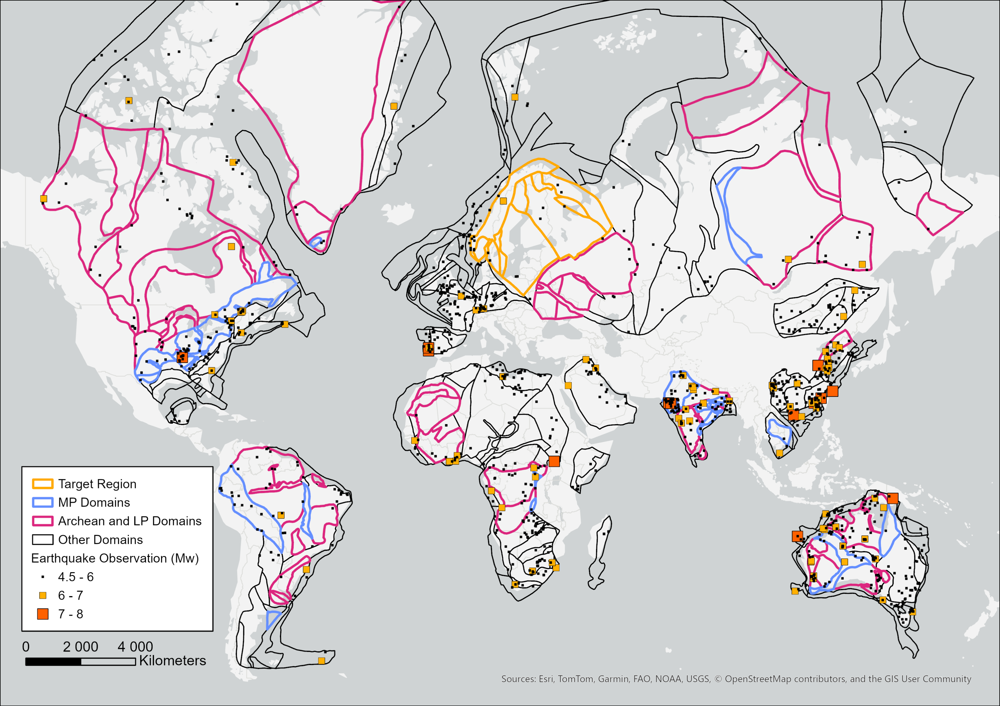 Target Region
MP Domains
Archean and LP Domains
Other Domains
Earthquake Observation (Mw)
4.5 - 6
6 - 7
7 - 8
0 2 000 4 000
Kilometers
Sources: Esri, TomTom, Garmin, FAO, NOAA, USGS, © OpenStreetMap contributors, and the GIS User Community